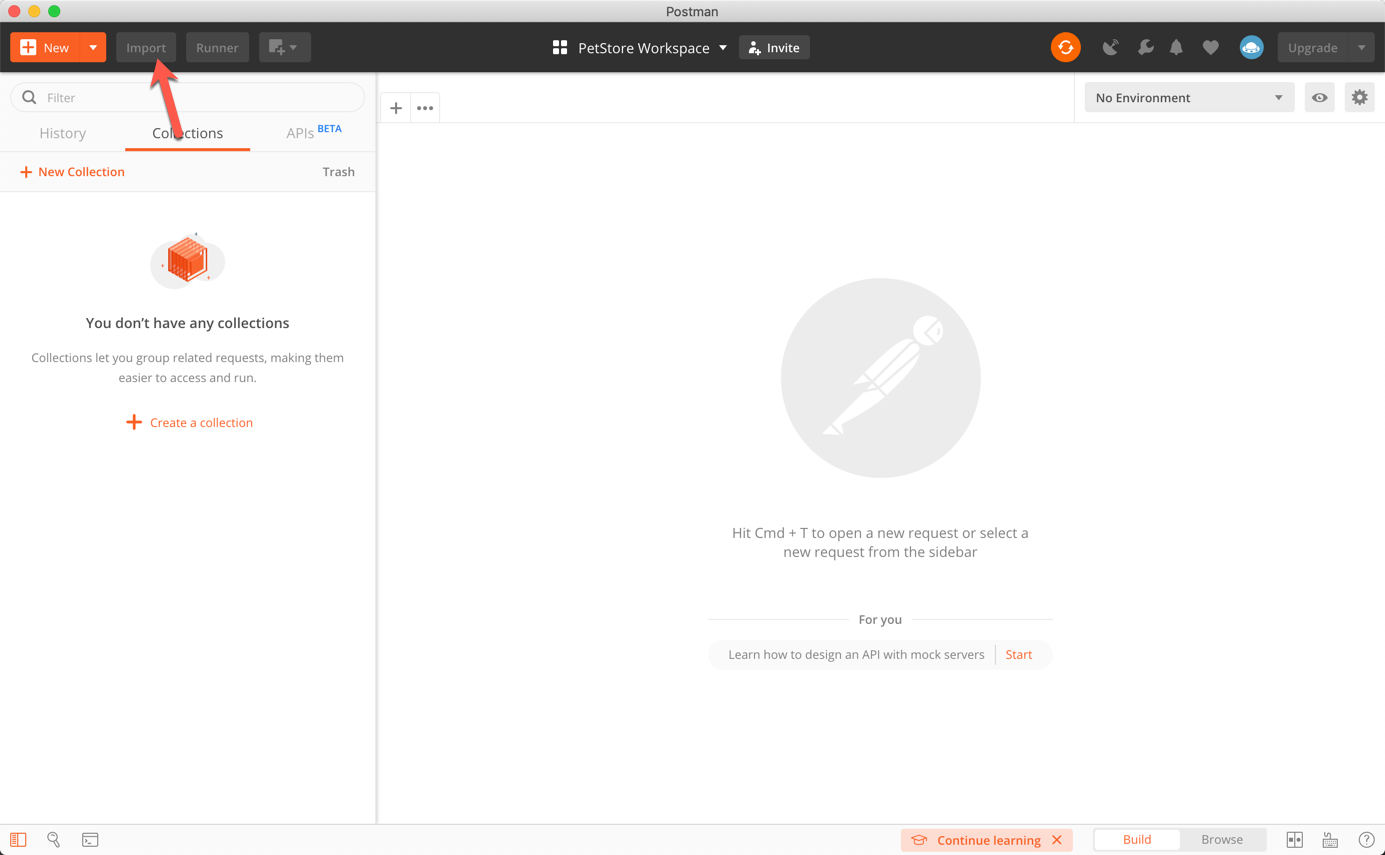 Postman
New
Import
Runner
PetStore Workspace
Invite
Upgrade
Filter
No Environment
History
Collections
APIs BETA
New Collection
Trash
You don’t have any collections
Collections let you group related requests, making them
easier to access and run.
Create a collection
Hit Cmd + T to open a new request or select a
new request from the sidebar
For you
Learn how to design an API with mock servers
Start
Continue learning
Build
Browse